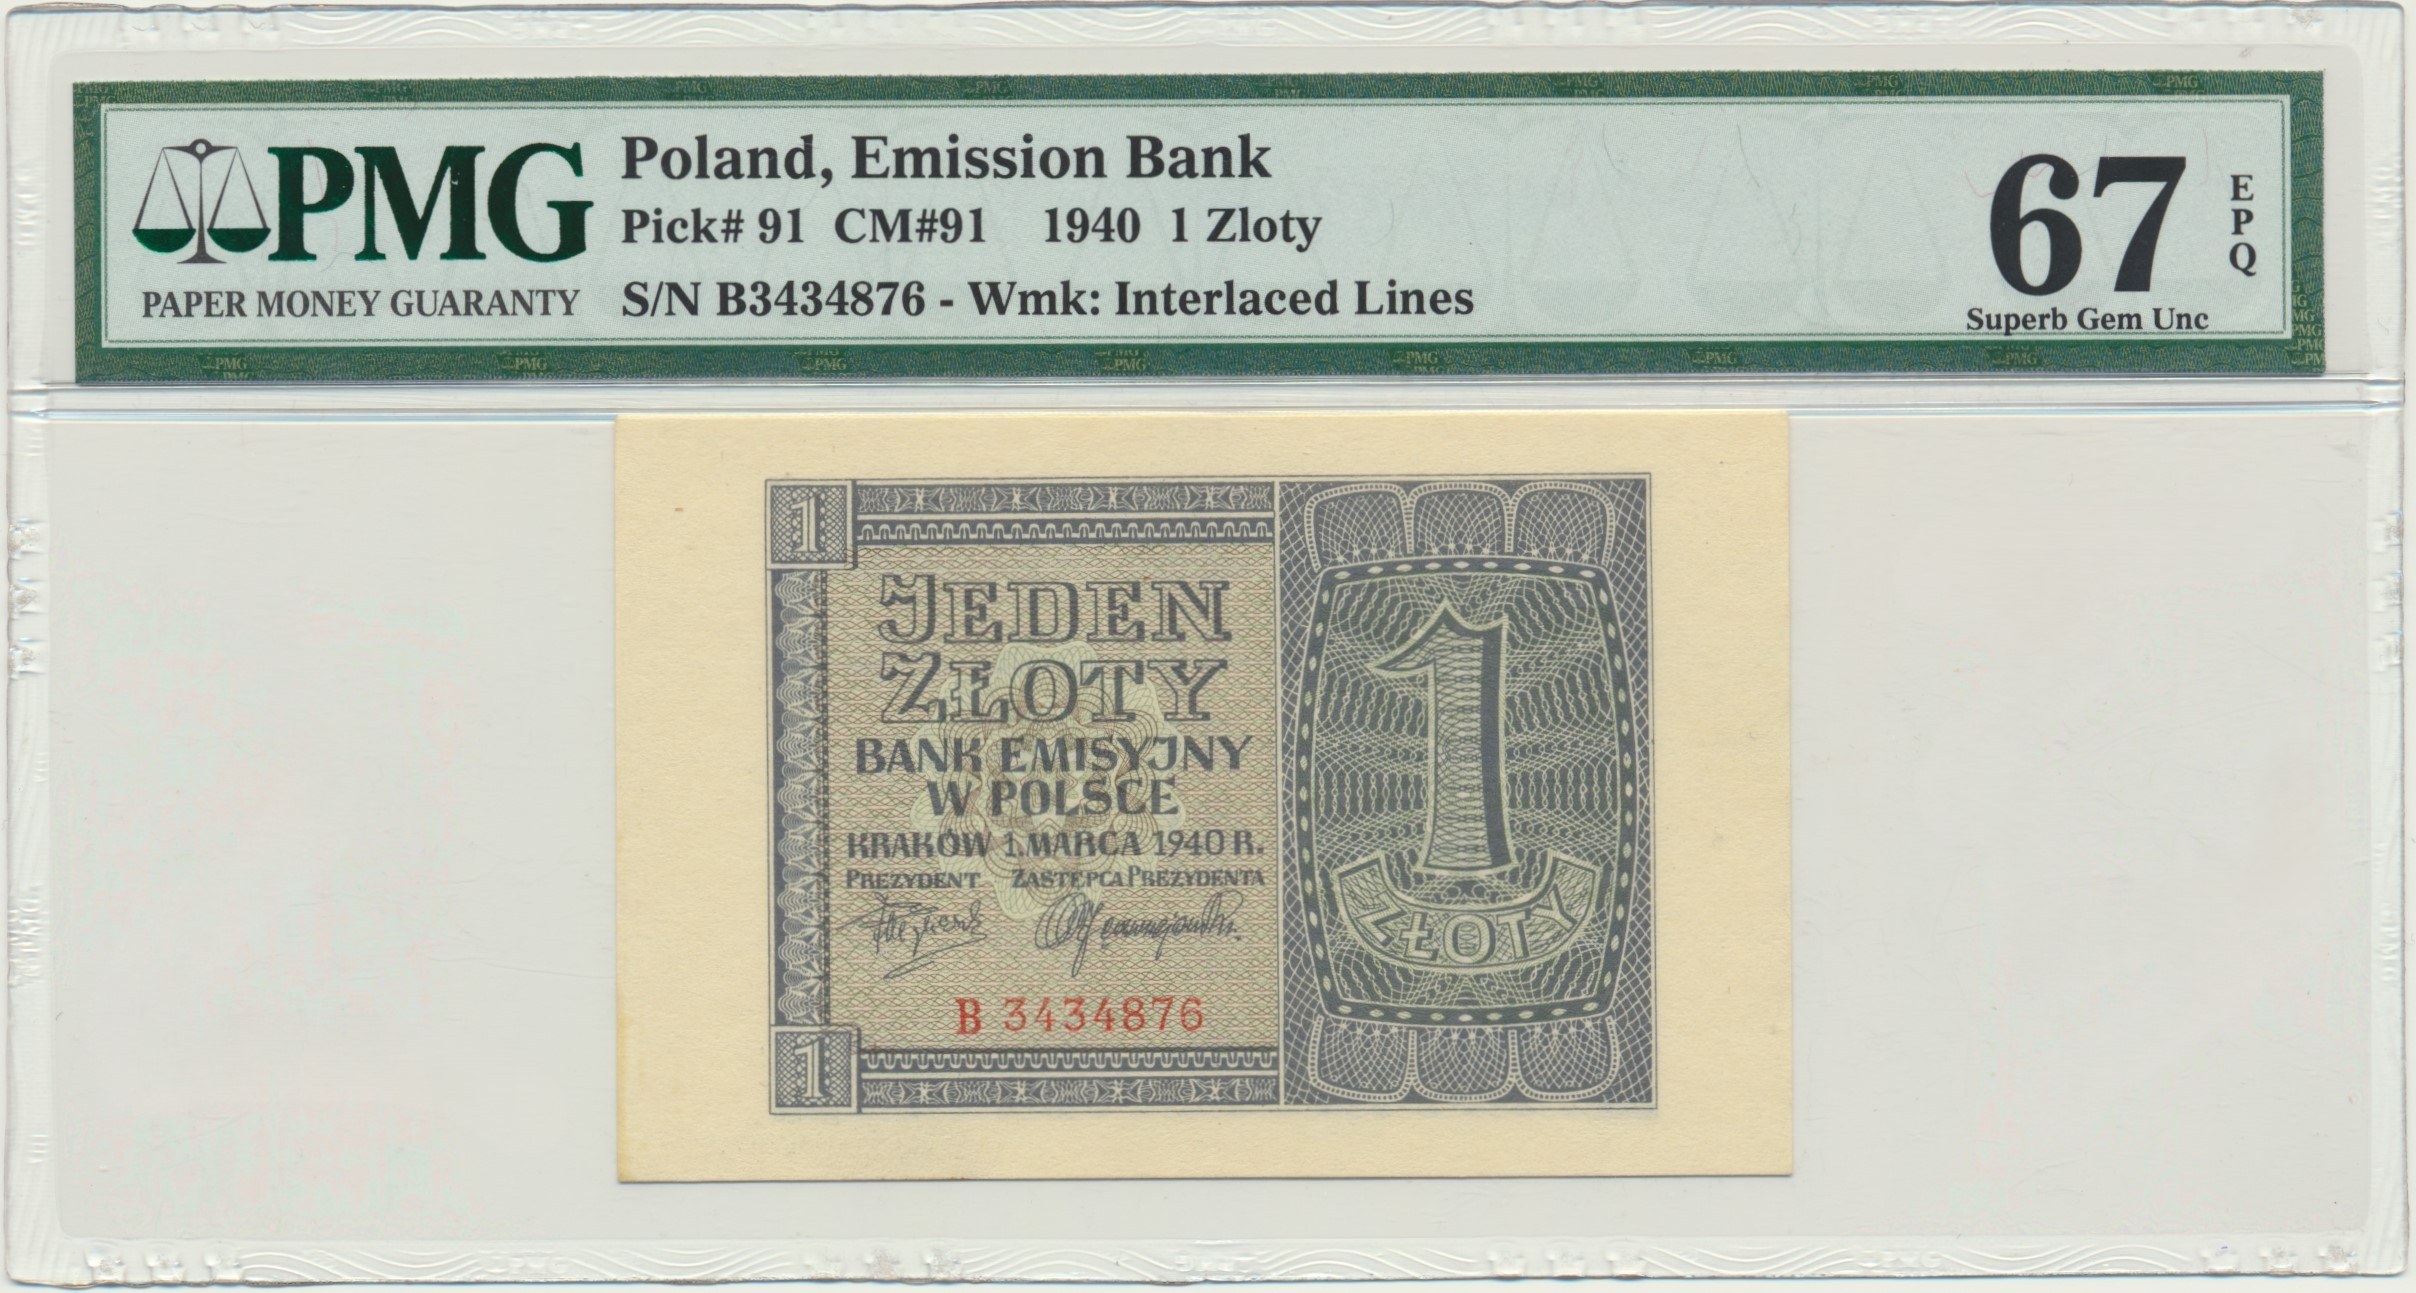 PMG
PAPER MONEY GUARANTY
Poland, Emission Bank
Pick# 91 CM#91 1940 1 Zloty
S/N B3434876 - Wmk: Interlaced Lines
67
EPQ
Superb Gem Unc
1
JEDEN
ZŁOTY
BANK EMISYJNY
W POLSCE
KRAKÓW 1. MARCA 1940 R.
PREZYDENT ZASTĘPCA PREZYDENTA
B 3434876
1
1
ZŁOTY